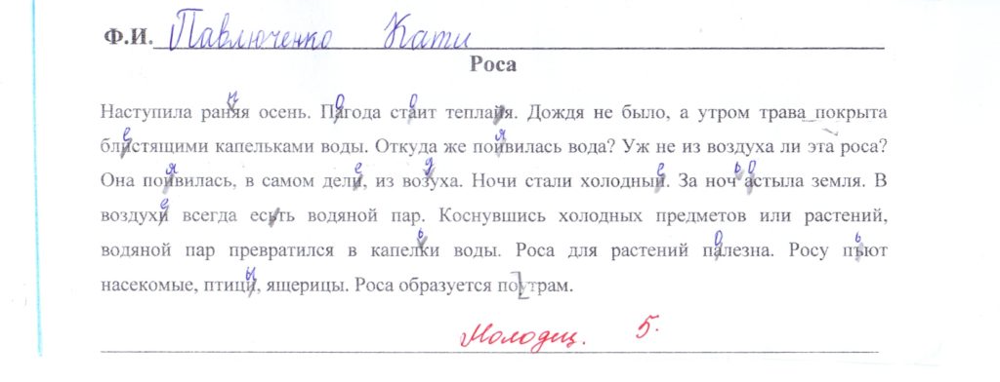 Ф.И. Павлюченко Кати
Роса
Наступила раняя осень. Пагода стаит теплайя. Дождя не было, а утром трава покрыта
блистящими капельками воды. Откуда же поивилась вода? Уж не из воздуха ли эта роса?
Она поивилась, в самом дели, из возуха. Ночи стали холодныи. За ноч астыла земля. В
воздухи всегда есьть водяной пар. Коснувшись холодных предметов или растений,
водяной пар превратился в капелки воды. Роса для растений палезна. Росу пъют
насекомые, птици, ящерицы. Роса образуется поутрам.
Молодец. 5.